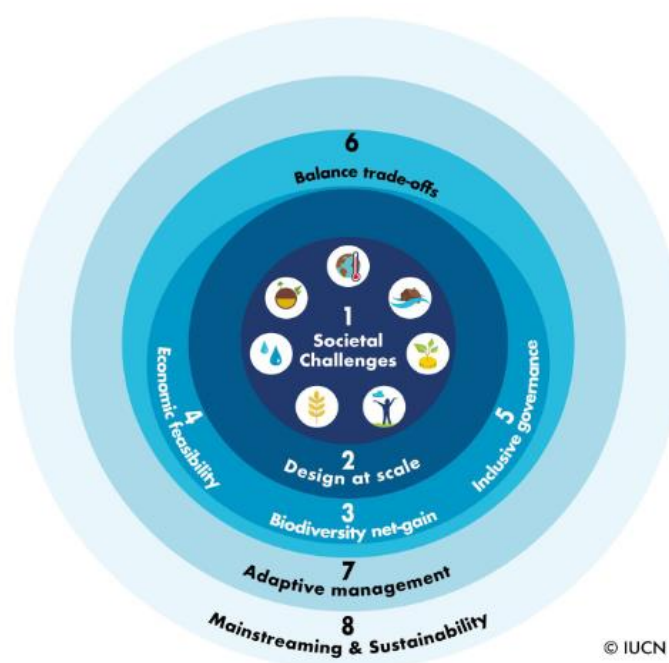 6
Balance trade-offs
1
Societal
Challenges
4
Economic feasibility
5
Inclusive governance
2
Design at scale
3
Biodiversity net-gain
7
Adaptive management
8
Mainstreaming & Sustainability
© IUCN